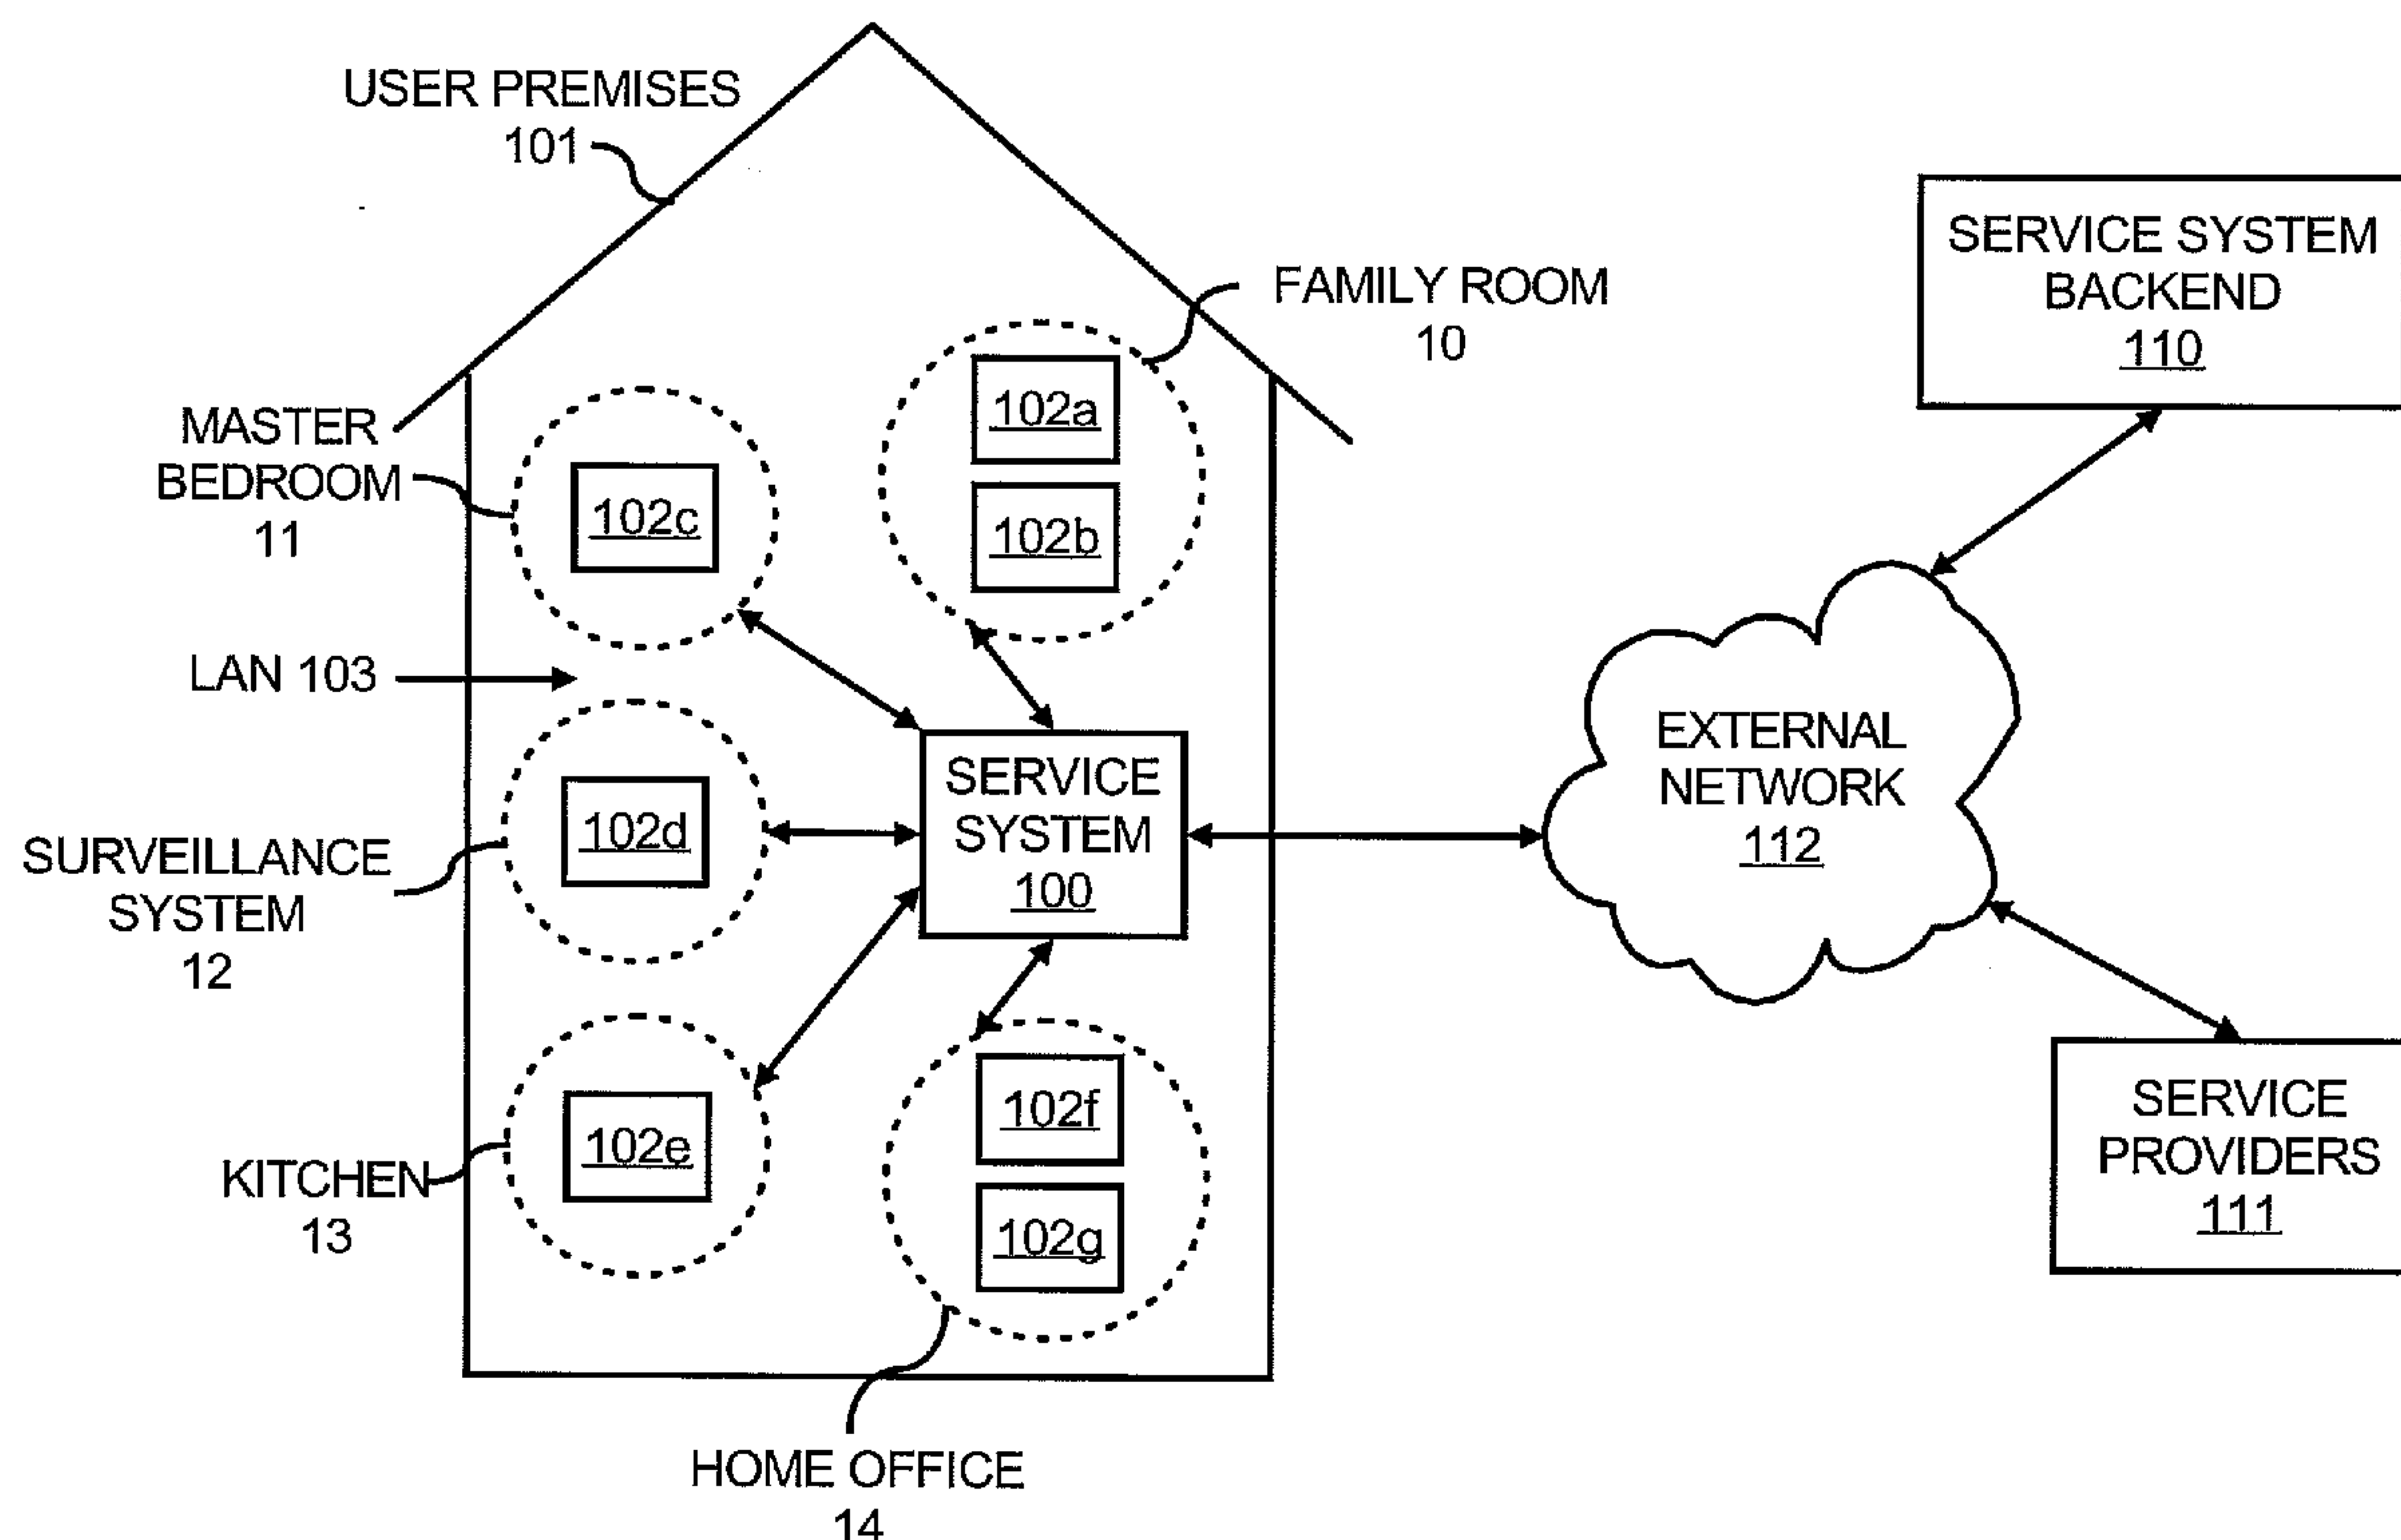 USER PREMISES
101
FAMILY ROOM
10
SERVICE SYSTEM
BACKEND
110
MASTER
BEDROOM
11
102a
102b
102c
LAN 103
SURVEILLANCE
SYSTEM
12
102d
SERVICE
SYSTEM
100
EXTERNAL
NETWORK
112
KITCHEN
13
102e
102f
102g
SERVICE
PROVIDERS
111
HOME OFFICE
14